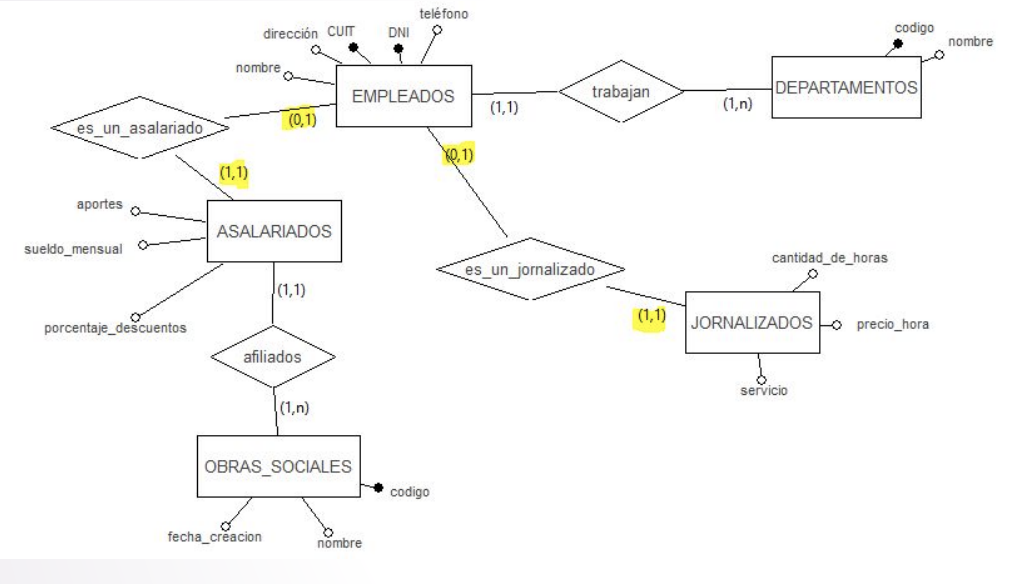 teléfono
dirección CUIT DNI
codigo
nombre
nombre
EMPLEADOS
trabajan
DEPARTAMENTOS
(1,1)
(1,n)
(0,1)
es_un_asalariado
(0,1)
(1,1)
aportes
ASALARIADOS
sueldo_mensual
cantidad_de_horas
es_un_jornalizado
(1,1)
(1,1)
JORNALIZADOS
precio_hora
porcentaje_descuentos
afiliados
servicio
(1,n)
OBRAS_SOCIALES
codigo
fecha_creacion
nombre